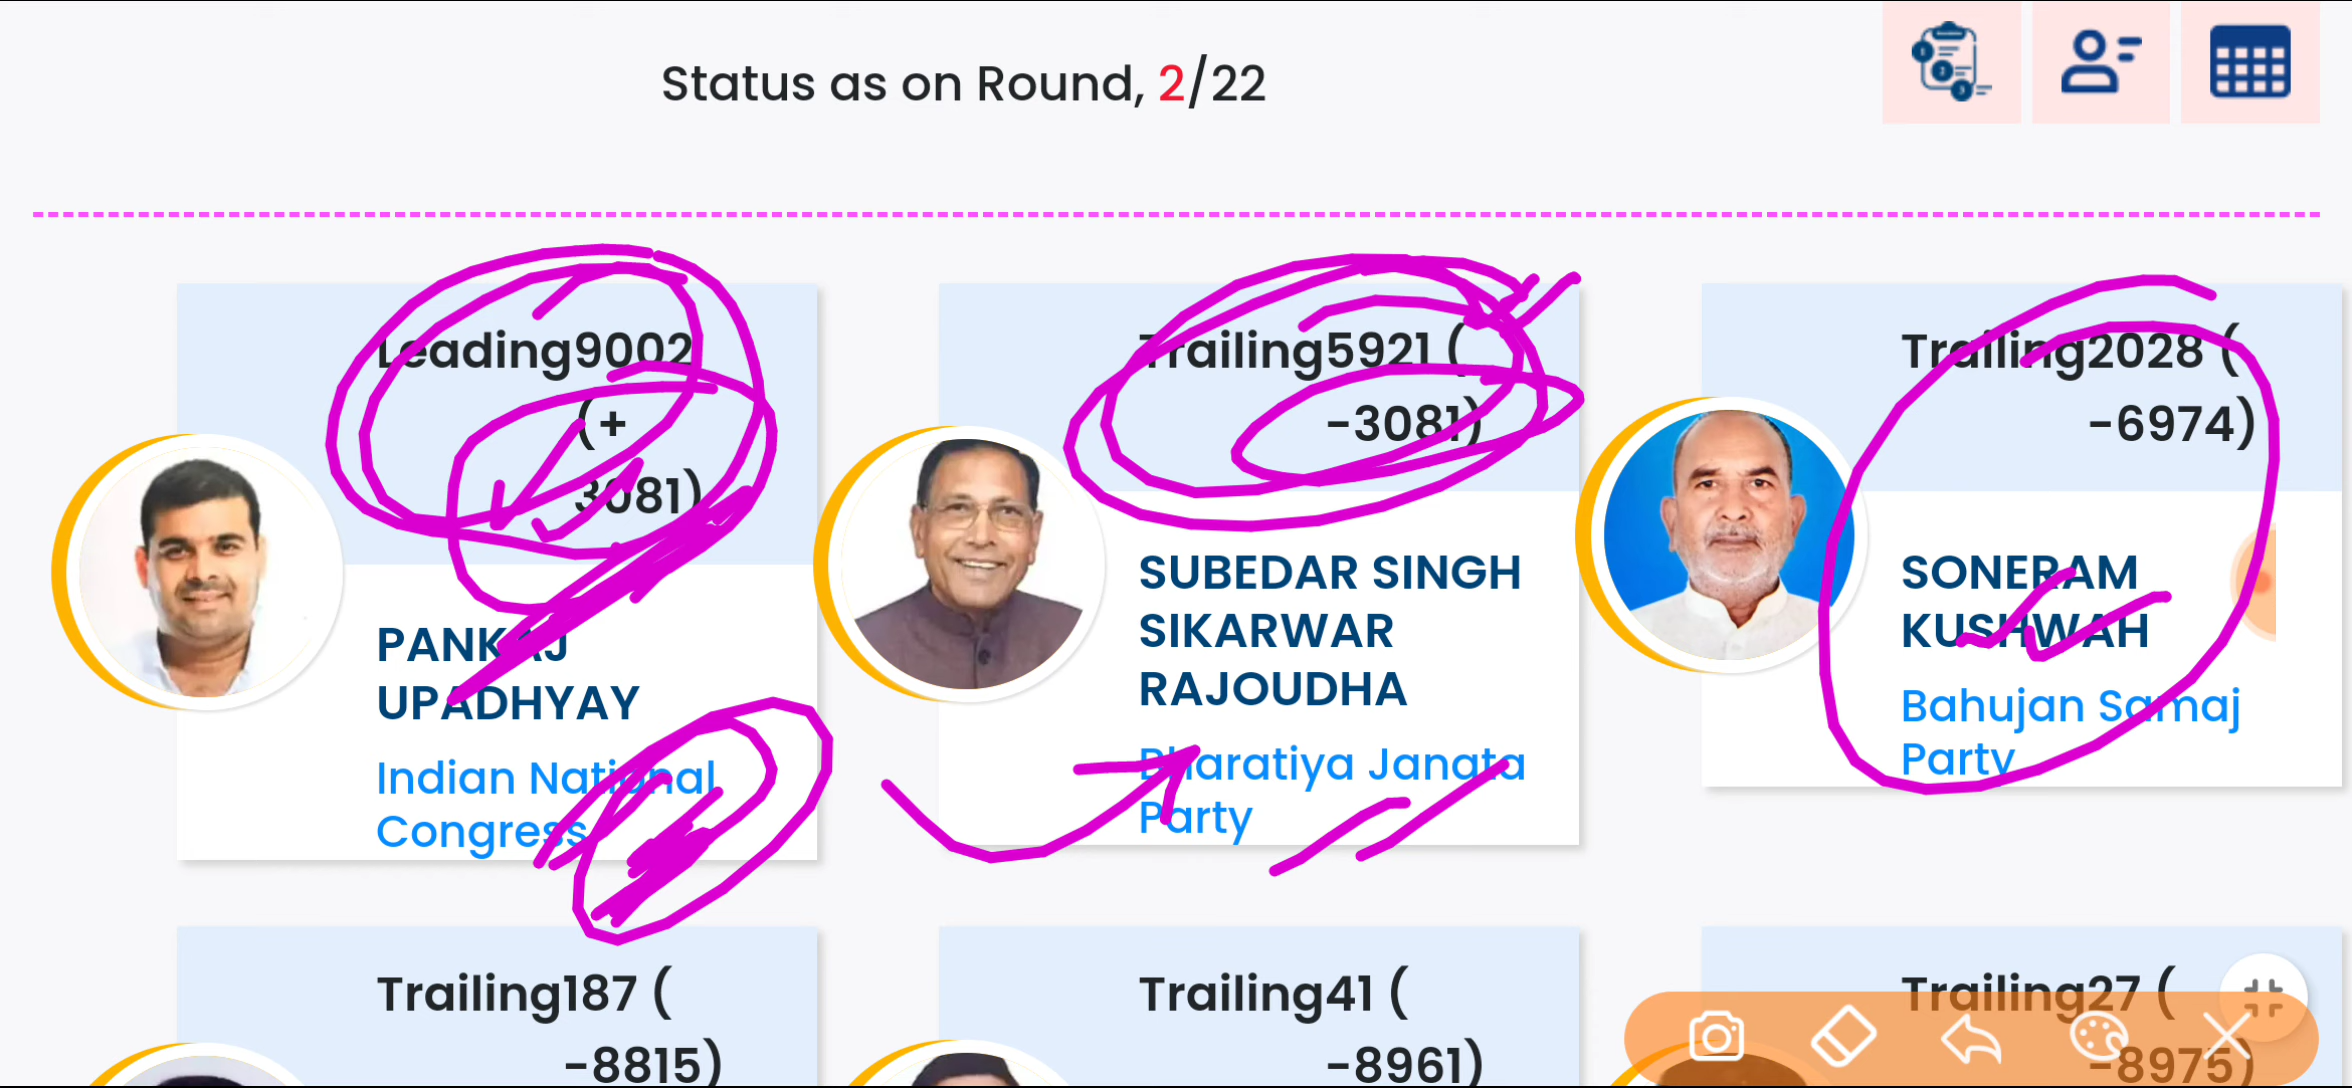 Status as on Round, 2/22
Leading9002
(+
3081)
PANKAJ
UPADHYAY
Indian National
Congress
Trailing5921 (
-3081)
SUBEDAR SINGH
SIKARWAR
RAJOUDHA
Bharatiya Janata
Party
Trailing2028 (
-6974)
SONERAM
KUSHWAH
Bahujan Samaj
Party
Trailing187 (
-8815)
Trailing41 (
-8961)
Trailing27 (
-8975)